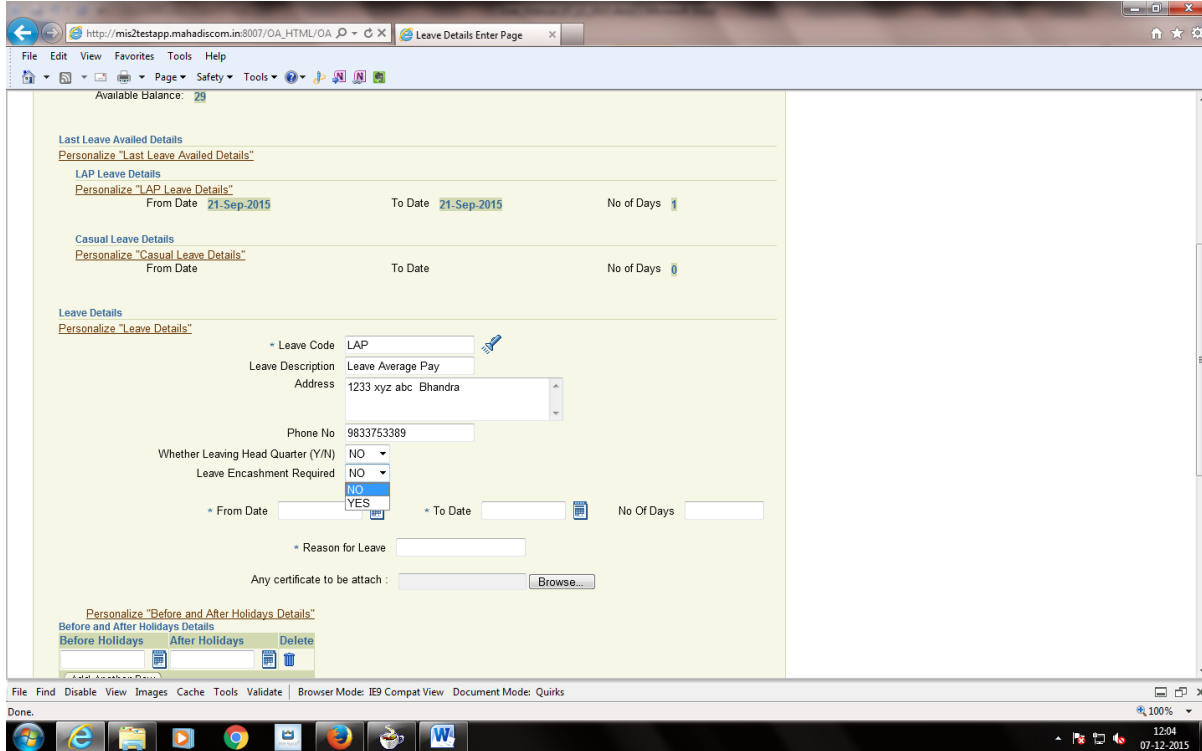 http://mis2testapp.mahadiscom.in:8007/OA_HTML/OA
Leave Details Enter Page
File Edit View Favorites Tools Help
Page Safety Tools
Available Balance: 29
Last Leave Availed Details
Personalize "Last Leave Availed Details"
LAP Leave Details
Personalize "LAP Leave Details"
From Date 21-Sep-2015 To Date 21-Sep-2015 No of Days 1
Casual Leave Details
Personalize "Casual Leave Details"
From Date To Date No of Days 0
Leave Details
Personalize "Leave Details"
* Leave Code LAP
Leave Description Leave Average Pay
Address 1233 xyz abc Bhandra
Phone No 9833753389
Whether Leaving Head Quarter (Y/N) NO
Leave Encashment Required NO
NO
YES
* From Date * To Date No Of Days
* Reason for Leave
Any certificate to be attach : Browse...
Personalize "Before and After Holidays Details"
Before and After Holidays Details
Before Holidays After Holidays Delete
Add Another Row
File Find Disable View Images Cache Tools Validate Browser Mode: IE9 Compat View Document Mode: Quirks
Done. 100%
12:04
07-12-2015